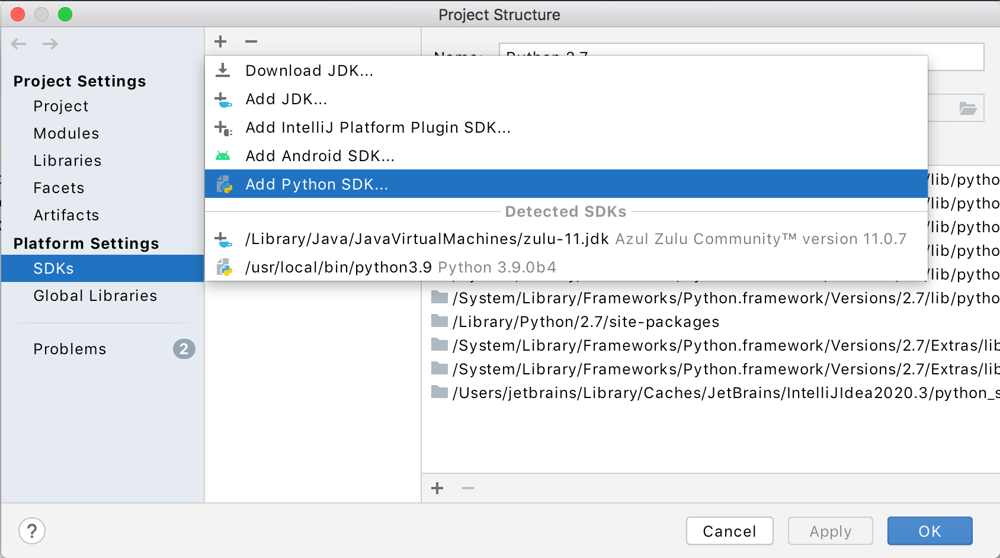 Project Structure
Project Settings
Project
Modules
Libraries
Facets
Artifacts
Platform Settings
SDKs
Global Libraries
Problems 2
Name: Python 2.7
Download JDK...
Add JDK...
Add IntelliJ Platform Plugin SDK...
Add Android SDK...
Add Python SDK...
Detected SDKs
/Library/Java/JavaVirtualMachines/zulu-11.jdk Azul Zulu Community™ version 11.0.7
/usr/local/bin/python3.9 Python 3.9.0b4
/lib/pytho
/lib/pytho
/lib/pytho
/lib/pytho
/lib/pytho
/System/Library/Frameworks/Python.framework/Versions/2.7/lib/pytho
/Library/Python/2.7/site-packages
/System/Library/Frameworks/Python.framework/Versions/2.7/Extras/lib
/System/Library/Frameworks/Python.framework/Versions/2.7/Extras/lib
/Users/jetbrains/Library/Caches/JetBrains/IntelliJIdea2020.3/python_s
?
Cancel
Apply
OK